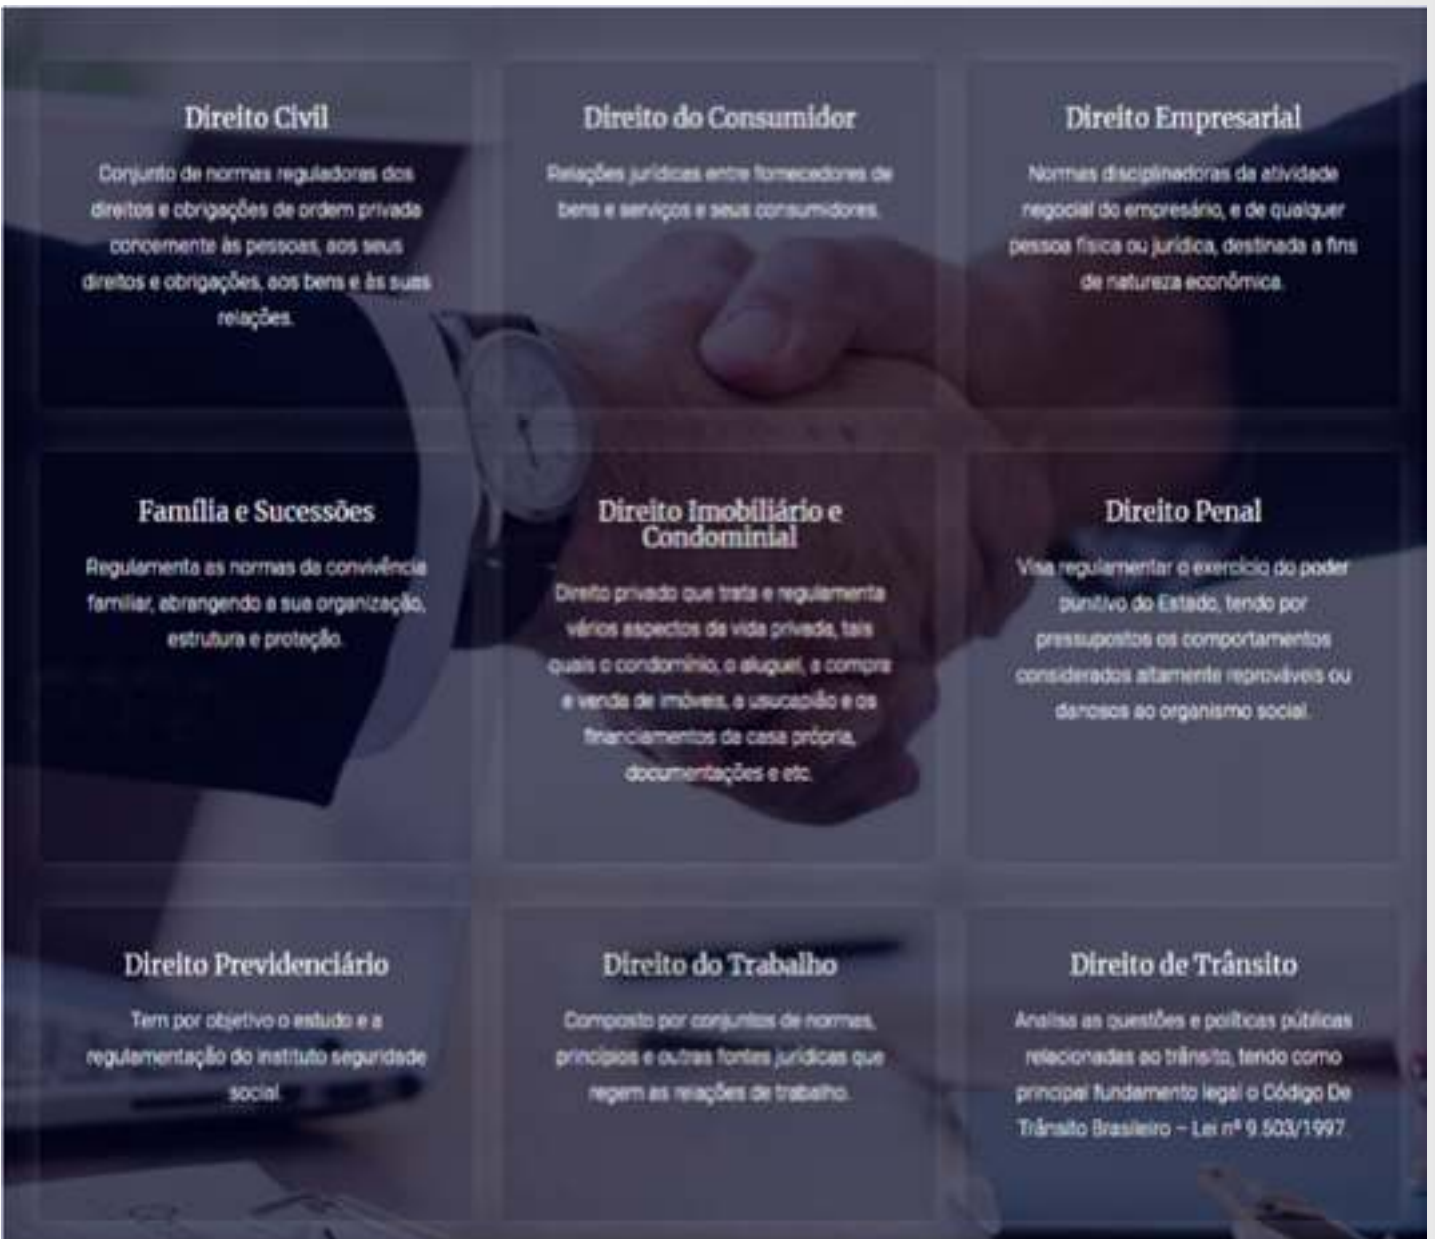 Direito Civil
Conjunto de normas reguladoras dos
direitos e obrigações de ordem privada
concernente às pessoas, aos seus
direitos e obrigações, aos bens e às suas
relações.
Direito do Consumidor
Relações jurídicas entre fornecedores de
bens e serviços e seus consumidores.
Direito Empresarial
Normas disciplinadoras da atividade
negocial do empresário, e de qualquer
pessoa física ou jurídica, destinada a fins
de natureza econômica.
Família e Sucessões
Regulamenta as normas da convivência
familiar, abrangendo a sua organização,
estrutura e proteção.
Direito Imobiliário e
Condominial
Direito privado que trata e regulamenta
vários aspectos da vida privada, tais
quais o condomínio, o aluguel, a compra
e venda de imóveis, a usucapião e os
financiamentos da casa própria,
documentações e etc.
Direito Penal
Visa regulamentar o exercício do poder
punitivo do Estado, tendo por
pressupostos os comportamentos
considerados altamente reprováveis ou
danosos ao organismo social.
Direito Previdenciário
Tem por objetivo o estudo e a
regulamentação do instituto seguridade
social.
Direito do Trabalho
Composto por conjuntos de normas,
princípios e outras fontes jurídicas que
regem as relações de trabalho.
Direito de Trânsito
Analisa as questões e políticas públicas
relacionadas ao trânsito, tendo como
principal fundamento legal o Código De
Trânsito Brasileiro – Lei nº 9.503/1997.